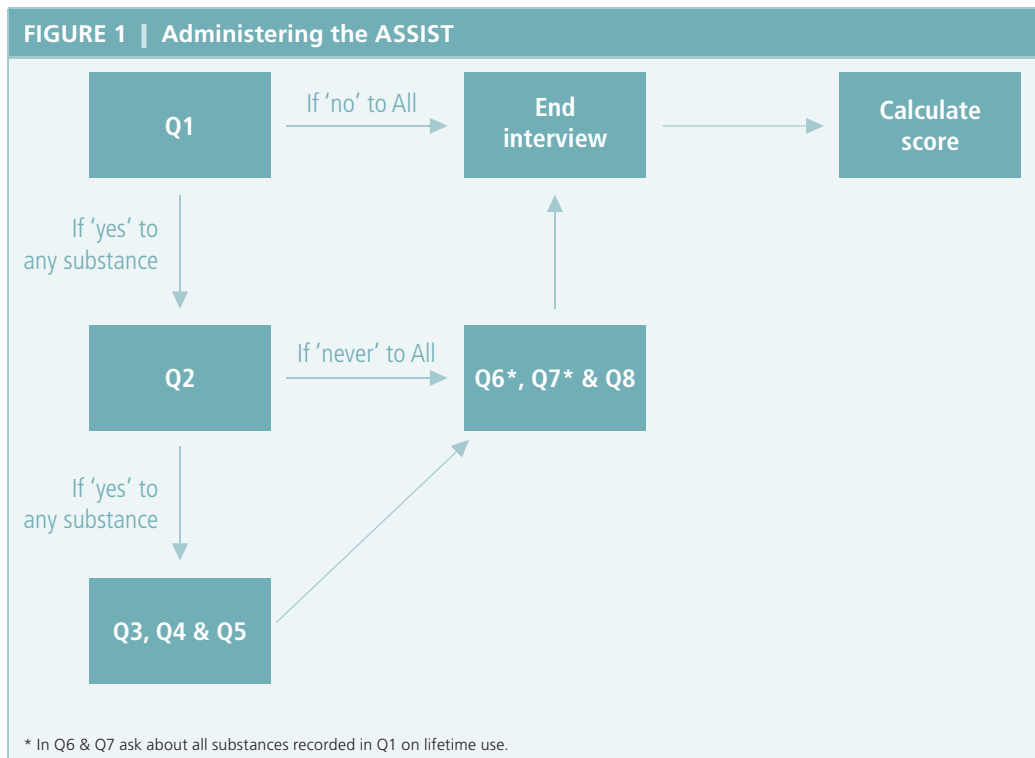 FIGURE 1 | Administering the ASSIST
Q1
If ‘no’ to All
End
interview
Calculate
score
If ‘yes’ to
any substance
Q2
If ‘never’ to All
Q6*, Q7* & Q8
If ‘yes’ to
any substance
Q3, Q4 & Q5
* In Q6 & Q7 ask about all substances recorded in Q1 on lifetime use.